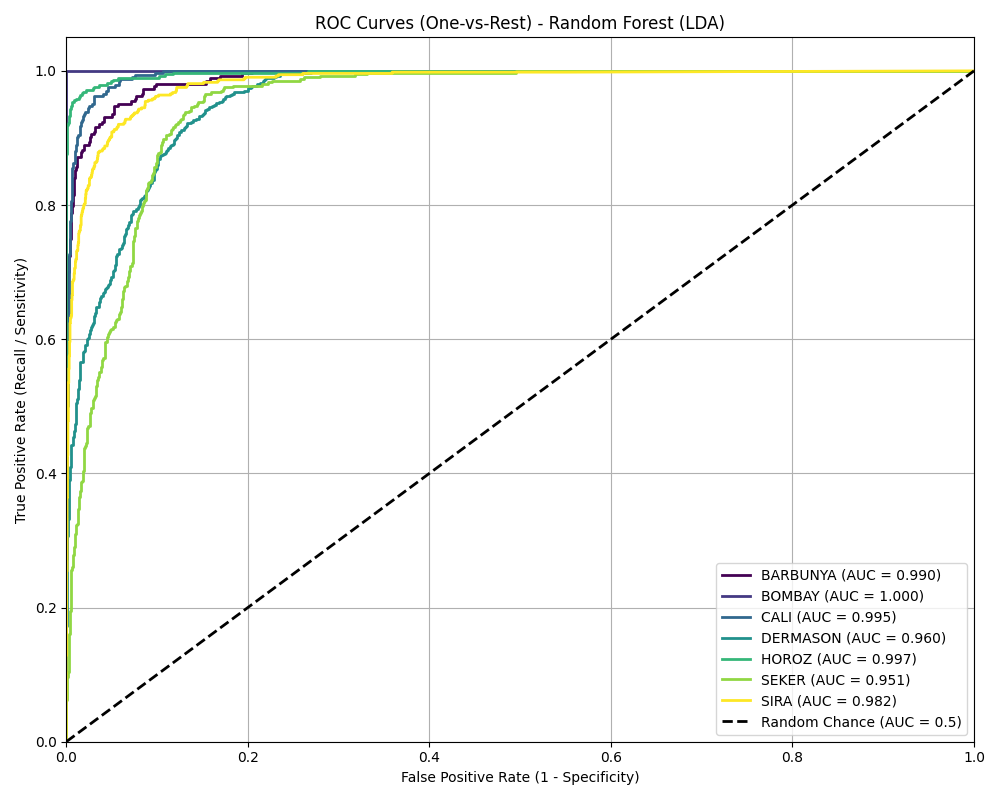 ROC Curves (One-vs-Rest) - Random Forest (LDA)
True Positive Rate (Recall / Sensitivity)
1.0
0.8
0.6
0.4
0.2
0.0
0.0
0.2
0.4
0.6
0.8
1.0
False Positive Rate (1 - Specificity)
BARBUNYA (AUC = 0.990)
BOMBAY (AUC = 1.000)
CALI (AUC = 0.995)
DERMASON (AUC = 0.960)
HOROZ (AUC = 0.997)
SEKER (AUC = 0.951)
SIRA (AUC = 0.982)
Random Chance (AUC = 0.5)